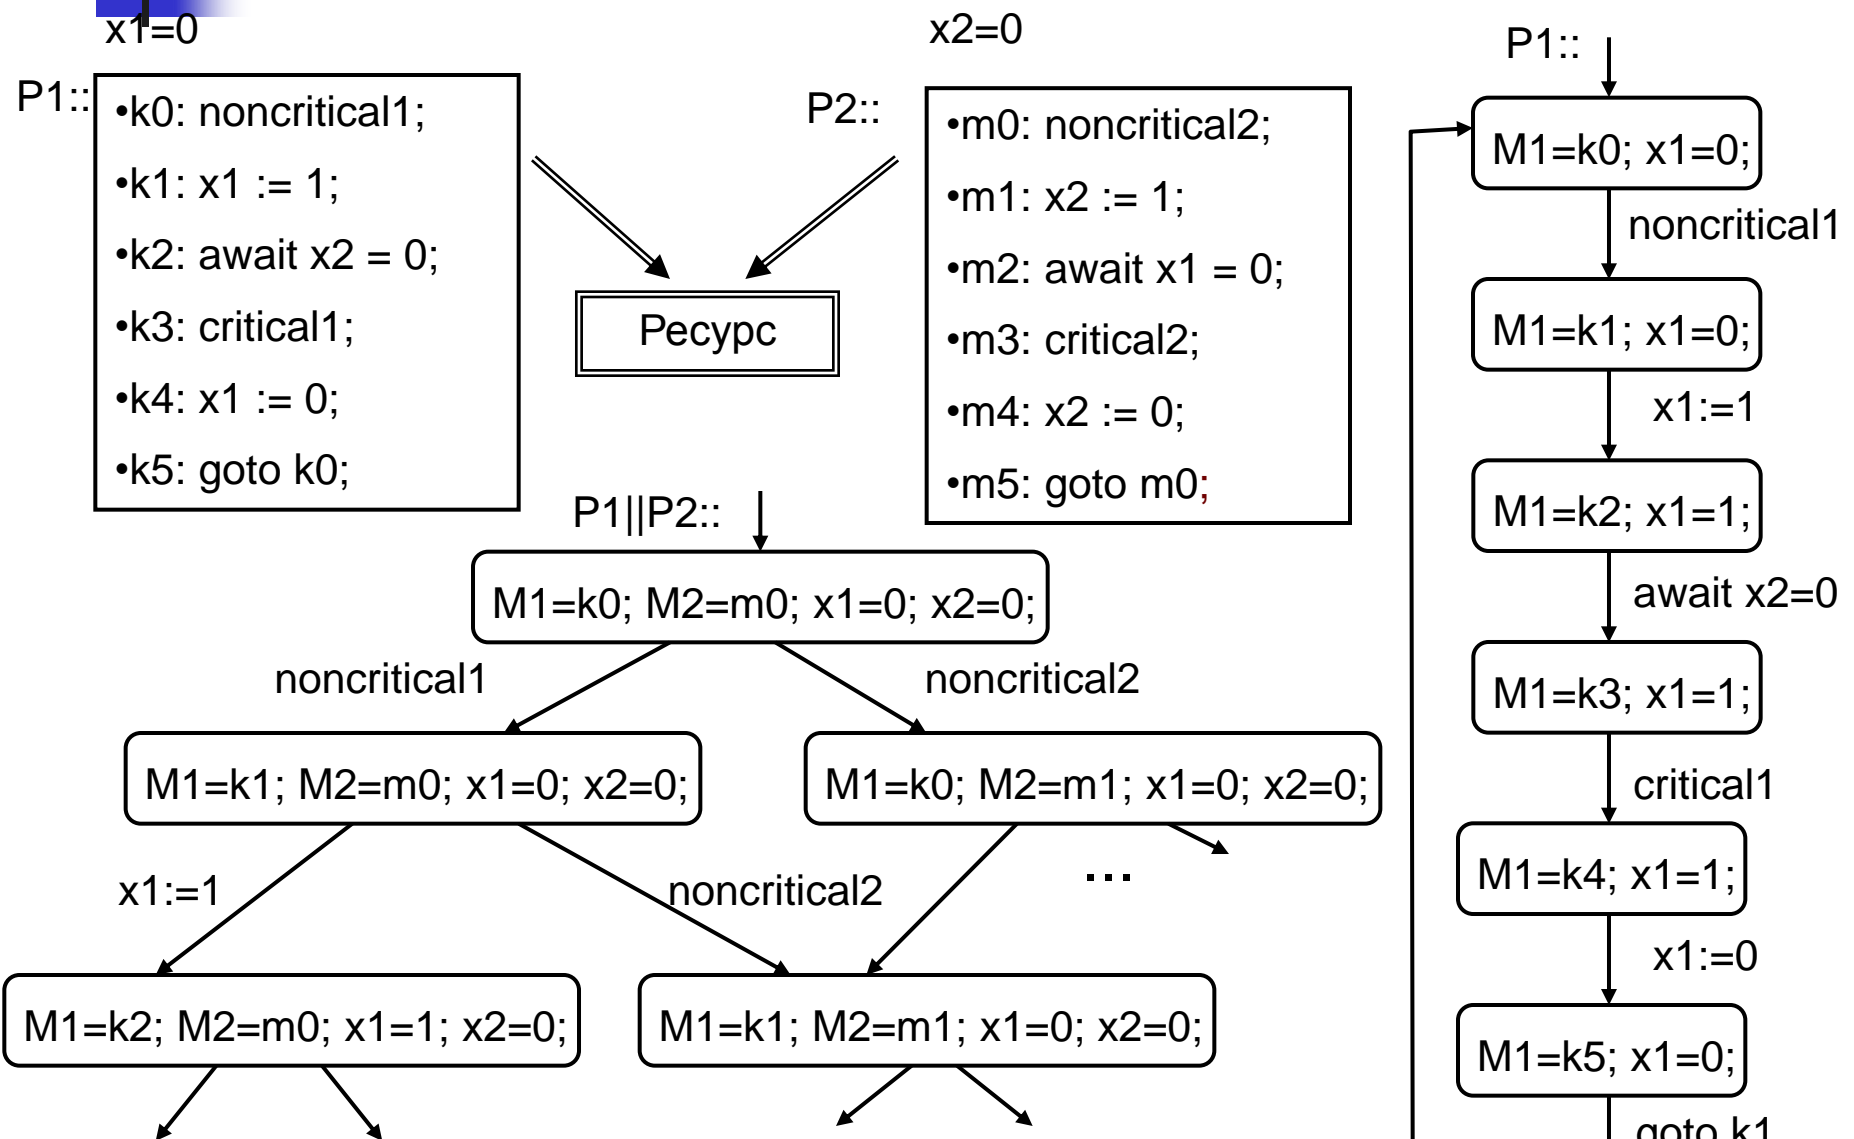 x1=0
x2=0
P1::
•k0: noncritical1;
•k1: x1 := 1;
•k2: await x2 = 0;
•k3: critical1;
•k4: x1 := 0;
•k5: goto k0;
P2::
•m0: noncritical2;
•m1: x2 := 1;
•m2: await x1 = 0;
•m3: critical2;
•m4: x2 := 0;
•m5: goto m0;
Ресурс
P1||P2::
M1=k0; M2=m0; x1=0; x2=0;
noncritical1
noncritical2
M1=k1; M2=m0; x1=0; x2=0;
M1=k0; M2=m1; x1=0; x2=0;
x1:=1
noncritical2
...
M1=k2; M2=m0; x1=1; x2=0;
M1=k1; M2=m1; x1=0; x2=0;
P1::
M1=k0; x1=0;
noncritical1
M1=k1; x1=0;
x1:=1
M1=k2; x1=1;
await x2=0
M1=k3; x1=1;
critical1
M1=k4; x1=1;
x1:=0
M1=k5; x1=0;
goto k1